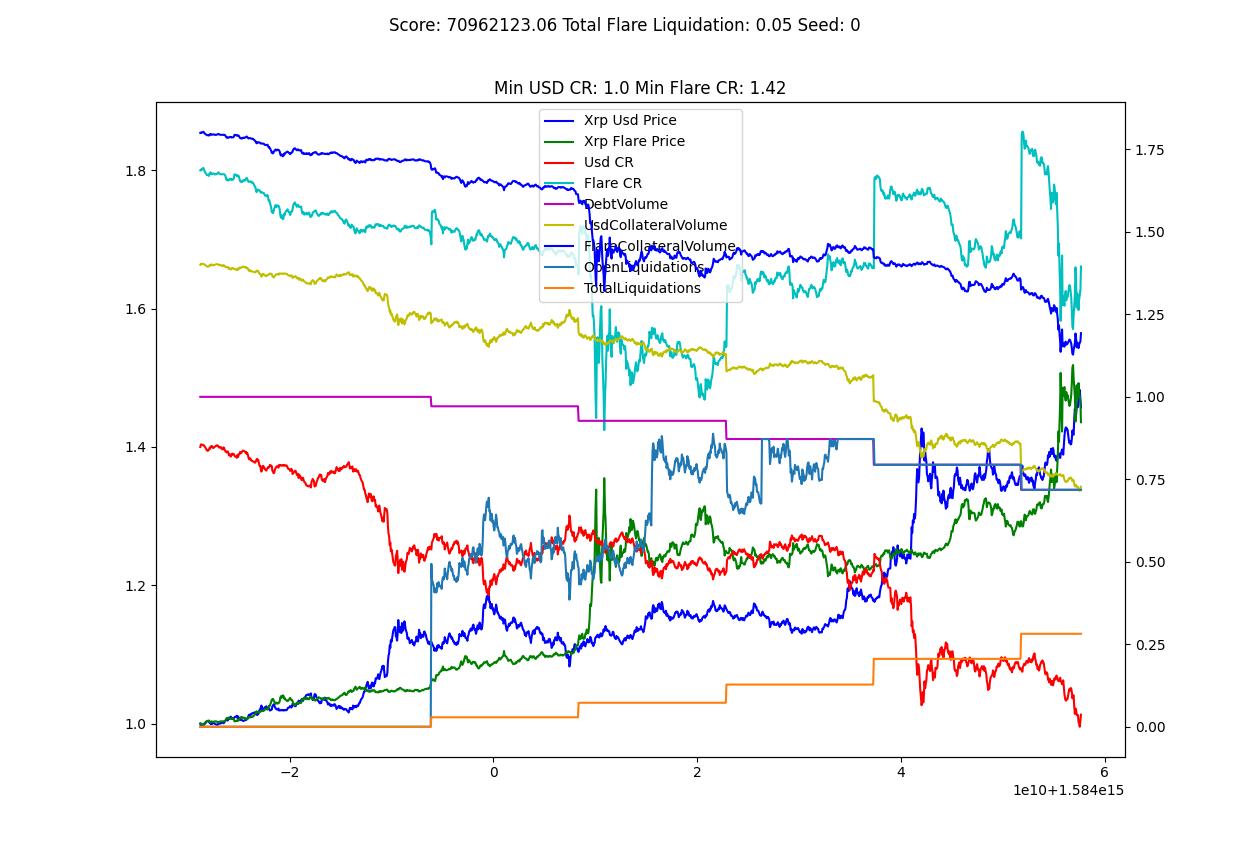 Score: 70962123.06 Total Flare Liquidation: 0.05 Seed: 0
Min USD CR: 1.0 Min Flare CR: 1.42
Xrp Usd Price
Xrp Flare Price
Usd CR
Flare CR
DebtVolume
UsdCollateralVolume
FlareCollateralVolume
OpenLiquidations
TotalLiquidations
1.8
1.6
1.4
1.2
1.0
1.75
1.50
1.25
1.00
0.75
0.50
0.25
0.00
−2
0
2
4
6
1e10+1.584e15